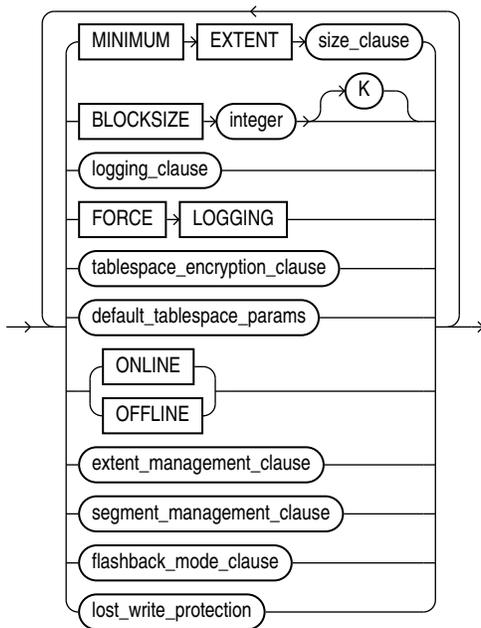 MINIMUM EXTENT size_clause
K
BLOCKSIZE integer
logging_clause
FORCE LOGGING
tablespace_encryption_clause
default_tablespace_params
ONLINE
OFFLINE
extent_management_clause
segment_management_clause
flashback_mode_clause
lost_write_protection